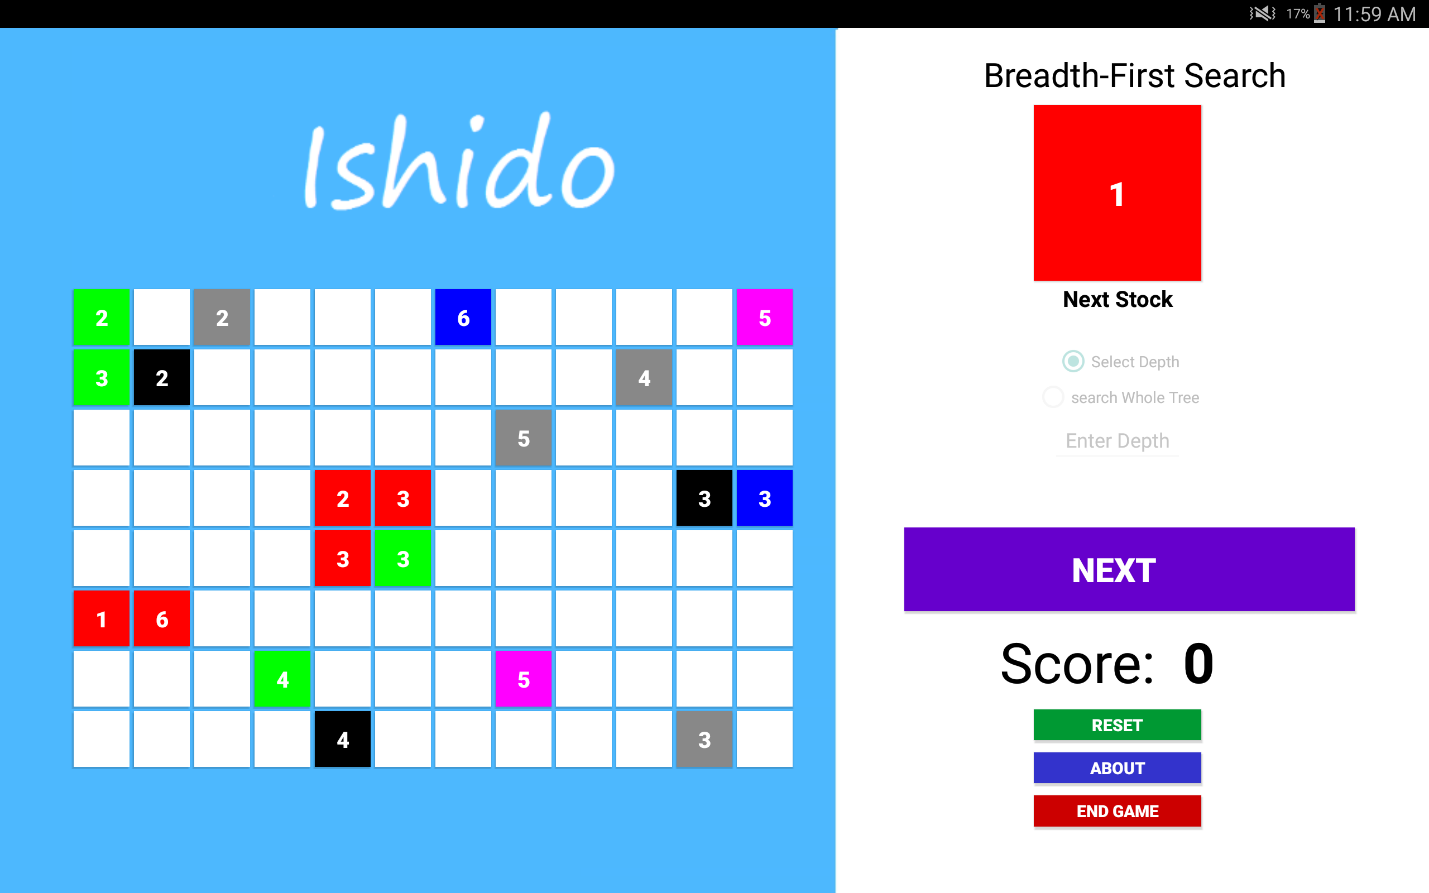 17% 11:59 AM
Ishido
2 2 6 5
3 2 4
5
2 3 3 3
3 3
1 6
4 5
4 3
Breadth-First Search
1
Next Stock
Select Depth
search Whole Tree
Enter Depth
NEXT
Score: 0
RESET
ABOUT
END GAME